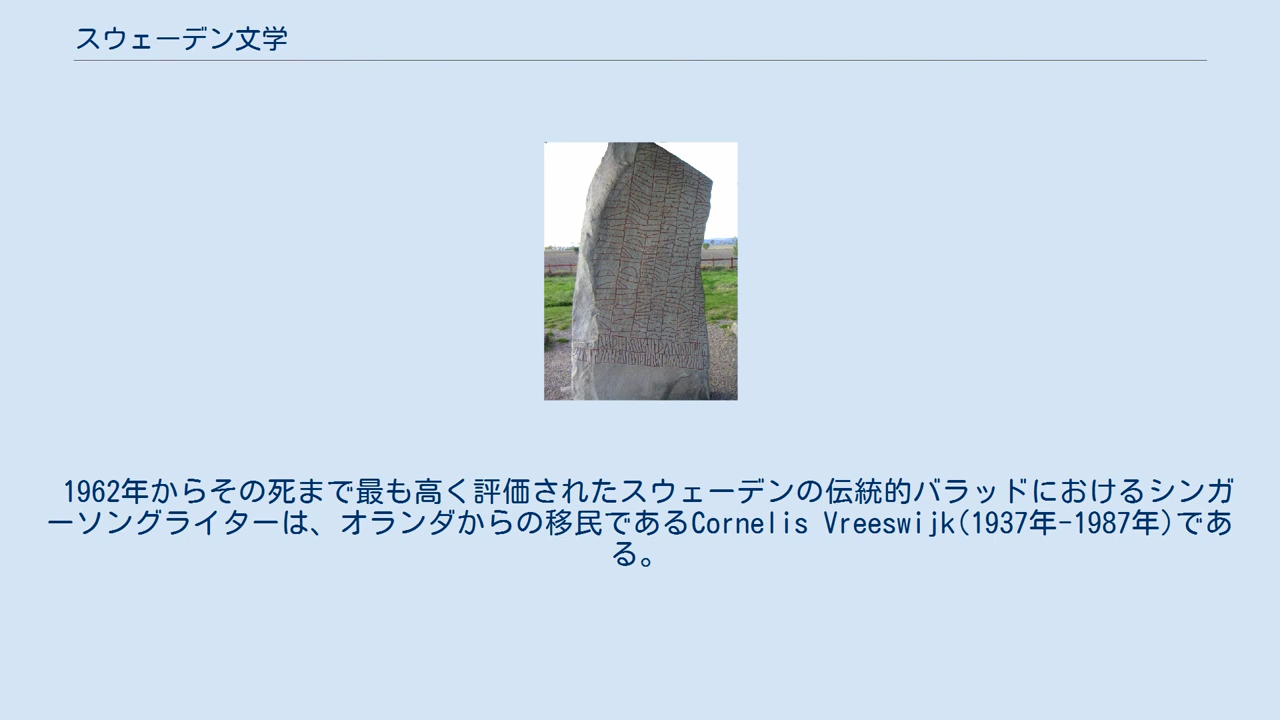 スウェーデン文学
1962年からその死まで最も高く評価されたスウェーデンの伝統的バラッドにおけるシンガ
ーソングライターは、オランダからの移民であるCornelis Vreeswijk(1937年-1987年)であ
る。